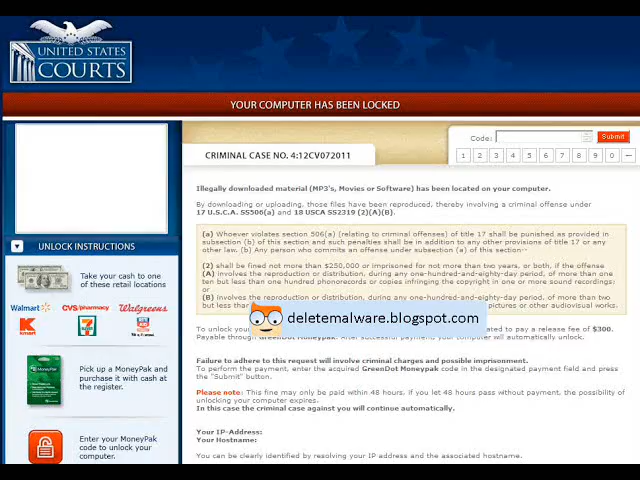 UNITED STATES
COURTS
YOUR COMPUTER HAS BEEN LOCKED
Code:
Submit
1 2 3 4 5 6 7 8 9 0
CRIMINAL CASE NO. 4:12CV072011
Illegally downloaded material (MP3's, Movies or Software) has been located on your computer.
By downloading or uploading, those files have been reproduced, thereby involving a criminal offense under
17 U.S.C.A. SS506(a) and 18 USCA SS2319 (2)(A)(B).
(a) Whoever violates section 506(a) (relating to criminal offenses) of title 17 shall be punished as provided in
subsection (b) of this section and such penalties shall be in addition to any other provisions of title 17 or any
other law. (b) Any person who commits an offense under subsection (a) of this section--
(2) shall be fined not more than $250,000 or imprisoned for not more than two years, or both, if the offense
(A) involves the reproduction or distribution, during any one-hundred-and-eighty-day period, of more than one
but less than one hundred phonorecords or copies infringing the copyright in one or more sound recordings;
or
(B) involves the reproduction or distribution, during any one-hundred-and-eighty-day period, of more than two
but less than
pictures or other audiovisual works.
deletemalware.blogspot.com
To unlock your
to pay a release fee of $300.
Payable through GreenDot Moneypak. After successful payment, your computer will automatically unlock.
Failure to adhere to this request will involve criminal charges and possible imprisonment.
To perform the payment, enter the acquired GreenDot Moneypak code in the designated payment field and press
the "Submit" button.
Please note: This fine may only be paid within 48 hours, if you let 48 hours pass without payment, the possibility of
unlocking your computer expires.
In this case the criminal case against you will continue automatically.
Your IP-Address:
Your Hostname:
You can be clearly identified by resolving your IP address and the associated hostname.
UNLOCK INSTRUCTIONS
Take your cash to one
of these retail locations
Walmart CVS/pharmacy Walgreens
kmart
Pick up a MoneyPak and
purchase it with cash at
the register.
MoneyPak
Enter your MoneyPak
code to unlock your
computer.